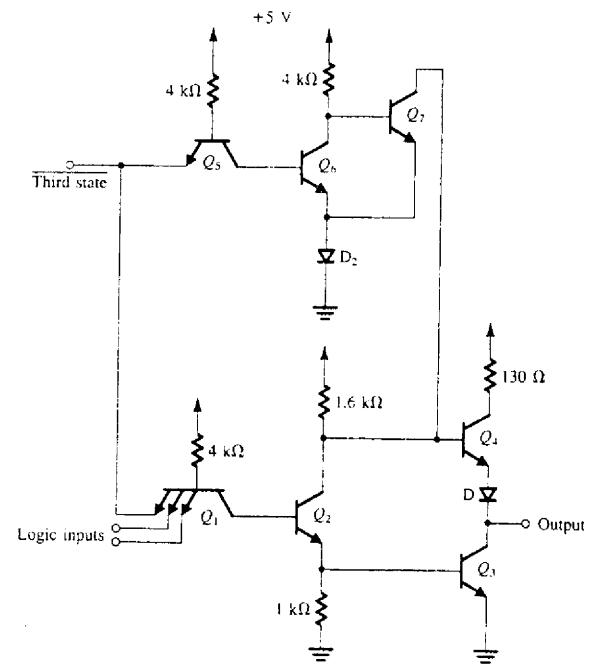 +5 V
4 kΩ
4 kΩ
Q7
Q5
Q6
Third state
D2
130 Ω
1.6 kΩ
Q4
4 kΩ
D
Q1
Q2
Output
Logic inputs
Q3
1 kΩ